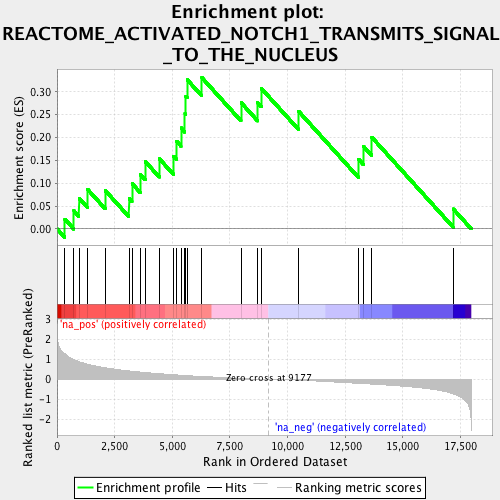 Enrichment plot:
REACTOME_ACTIVATED_NOTCH1_TRANSMITS_SIGNAL
_TO_THE_NUCLEUS
Enrichment score (ES)
0.30
0.25
0.20
0.15
0.10
0.05
0.00
Ranked list metric (PreRanked)
3
2
1
0
-1
-2
'na_pos' (positively correlated)
Zero cross at 9177
'na_neg' (negatively correlated)
0
2,500
5,000
7,500
10,000
12,500
15,000
17,500
Rank in Ordered Dataset
Enrichment profile
Hits
Ranking metric scores